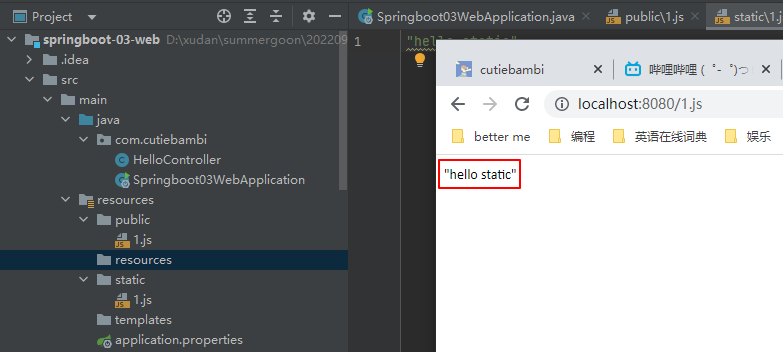 Project
springboot-03-web D:\xudan\summergoon\202209
.idea
src
main
java
com.cutiebambi
HelloController
Springboot03WebApplication
resources
public
1.js
resources
static
1.js
templates
application.properties
Springboot03WebApplication.java
public\1.js
static\1.js
1
"hello static"
cutiebambi
哔哩哔哩 ( ゜- ゜)つ
localhost:8080/1.js
better me
编程
英语在线词典
娱乐
"hello static"